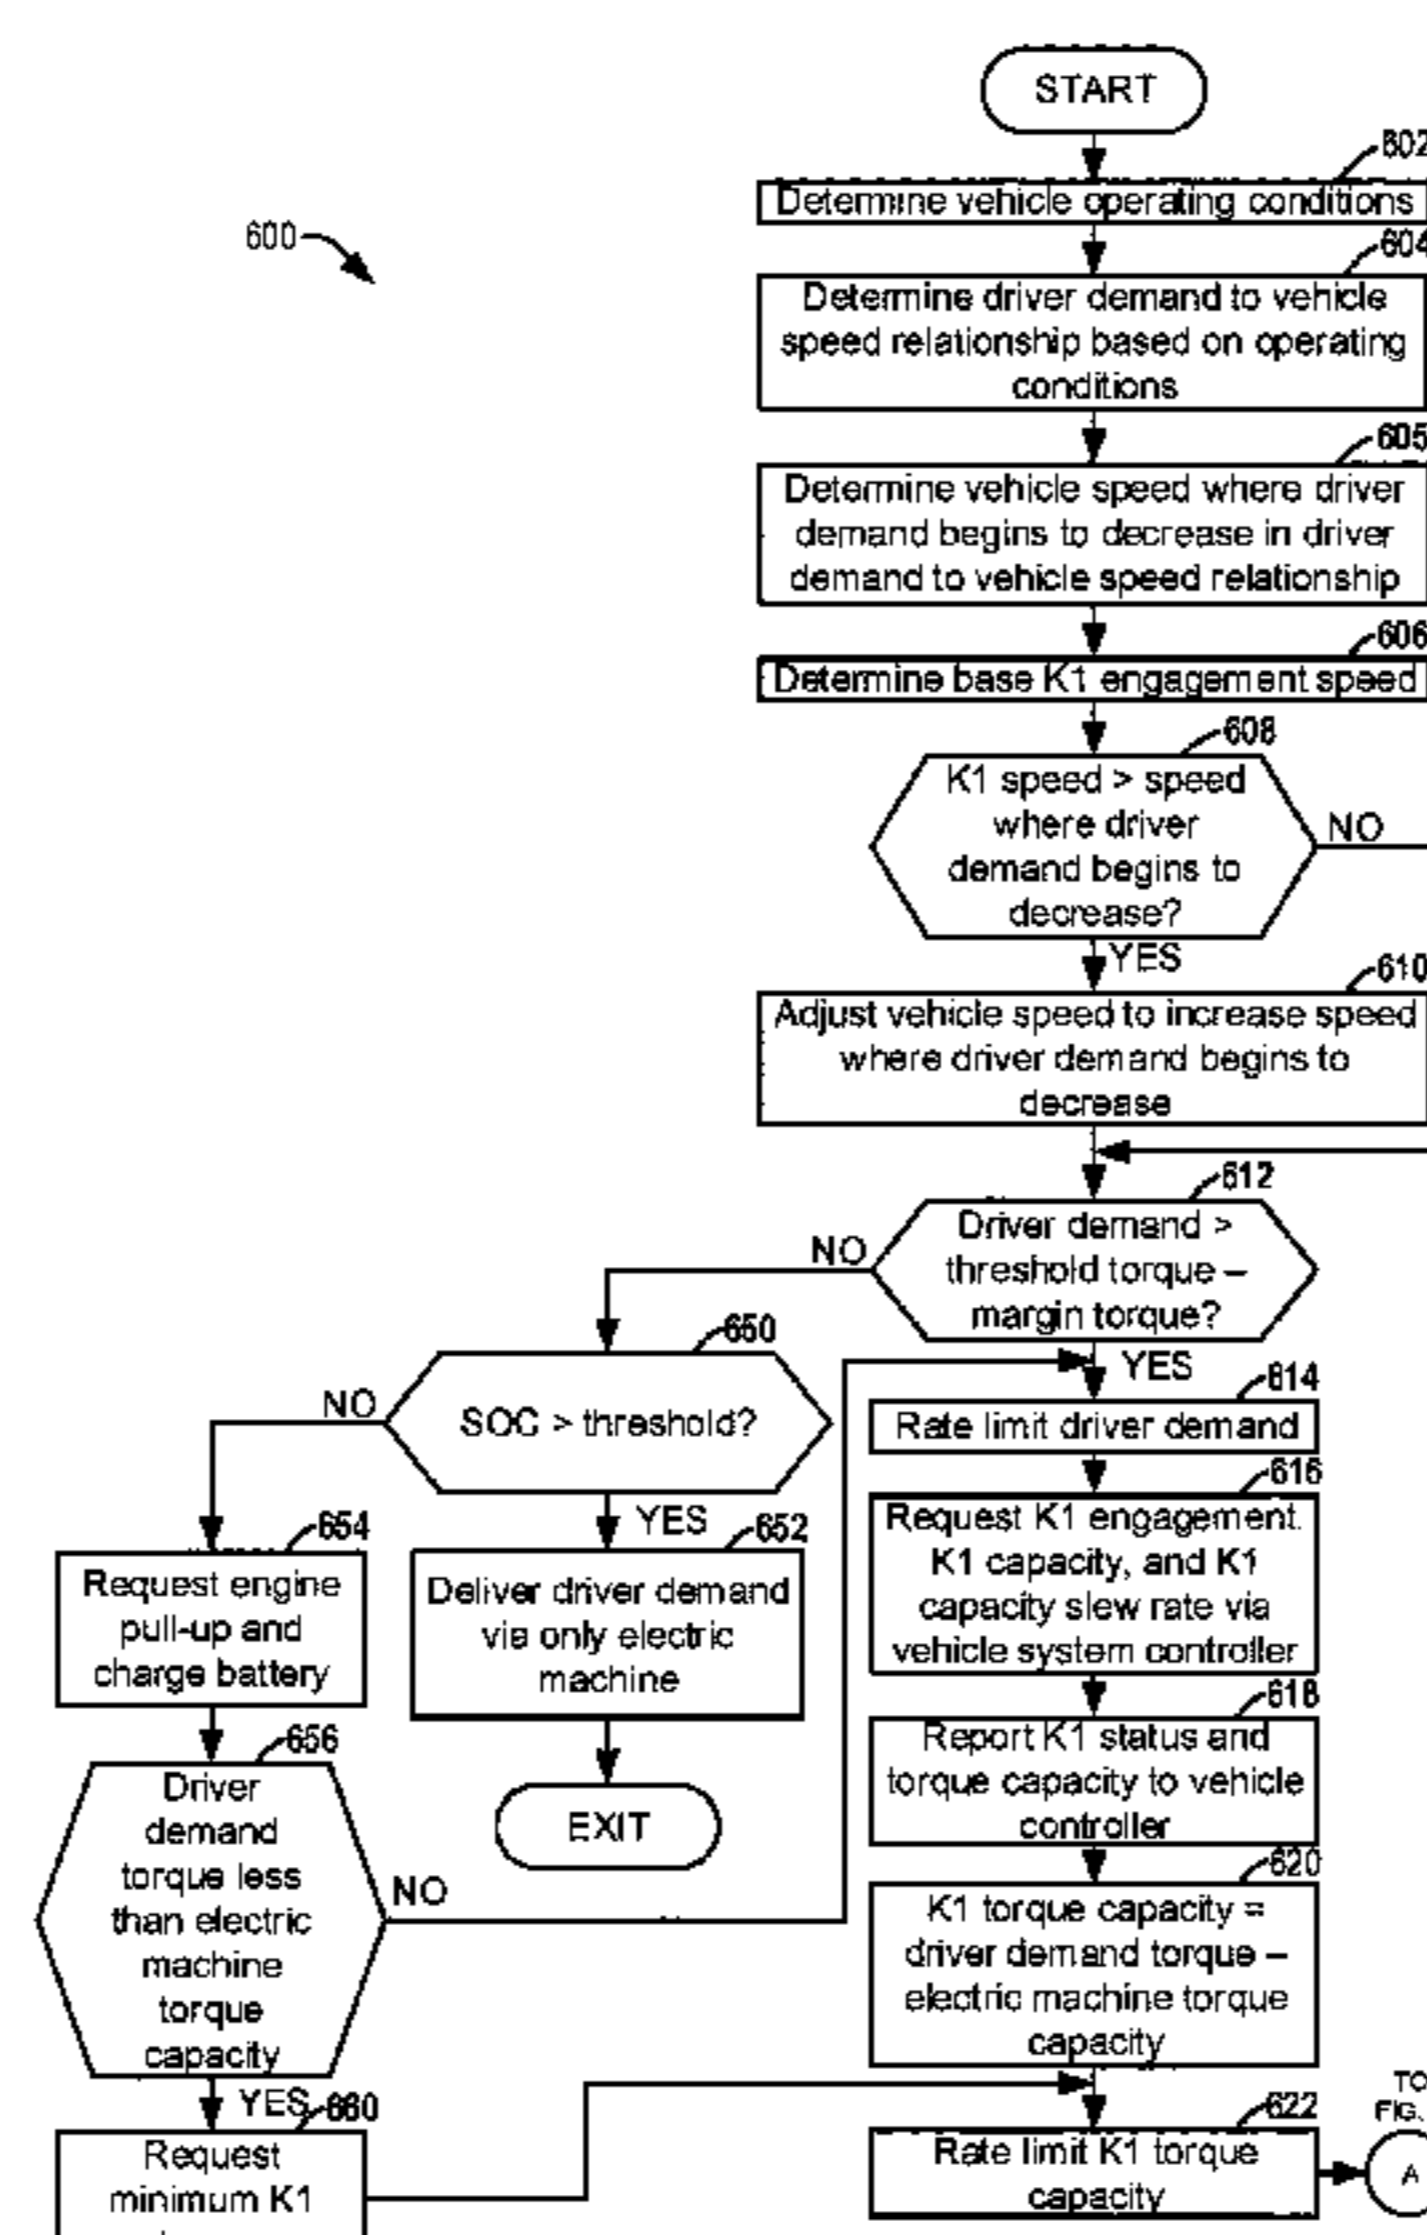 START
602
Determine vehicle operating conditions
600
604
Determine driver demand to vehicle
speed relationship based on operating
conditions
605
Determine vehicle speed where driver
demand begins to decrease in driver
demand to vehicle speed relationship
606
Determine base K1 engagement speed
608
K1 speed > speed
where driver
demand begins to
decrease?
NO
YES
610
Adjust vehicle speed to increase speed
where driver demand begins to
decrease
612
Driver demand >
threshold torque –
margin torque?
NO
YES
650
SOC > threshold?
NO
YES
614
Rate limit driver demand
616
Request K1 engagement.
K1 capacity, and K1
capacity slew rate via
vehicle system controller
654
Request engine
pull-up and
charge battery
652
Deliver driver demand
via only electric
machine
EXIT
618
Report K1 status and
torque capacity to vehicle
controller
656
Driver
demand
torque less
than electric
machine
torque
capacity
NO
YES
620
K1 torque capacity =
driver demand torque –
electric machine torque
capacity
660
Request
minimum K1
622
Rate limit K1 torque
capacity
TO
FIG.
A